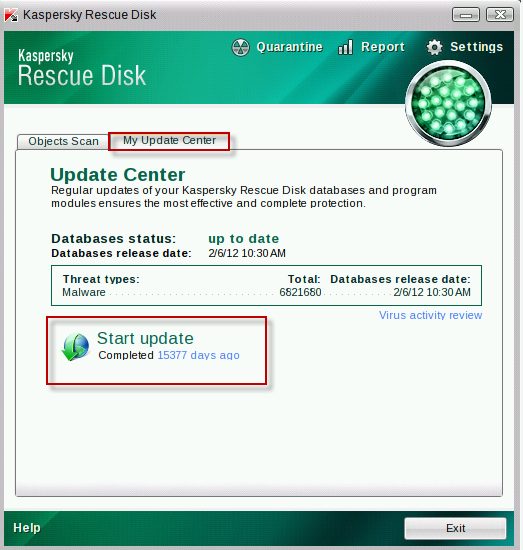 Kaspersky Rescue Disk
Quarantine Report Settings
Kaspersky
Rescue Disk
Objects Scan My Update Center
Update Center
Regular updates of your Kaspersky Rescue Disk databases and program
modules ensures the most effective and complete protection.
Databases status: up to date
Databases release date: 2/6/12 10:30 AM
Threat types: Total: Databases release date:
Malware 6821680 2/6/12 10:30 AM
Virus activity review
Start update
Completed 15377 days ago
Help Exit